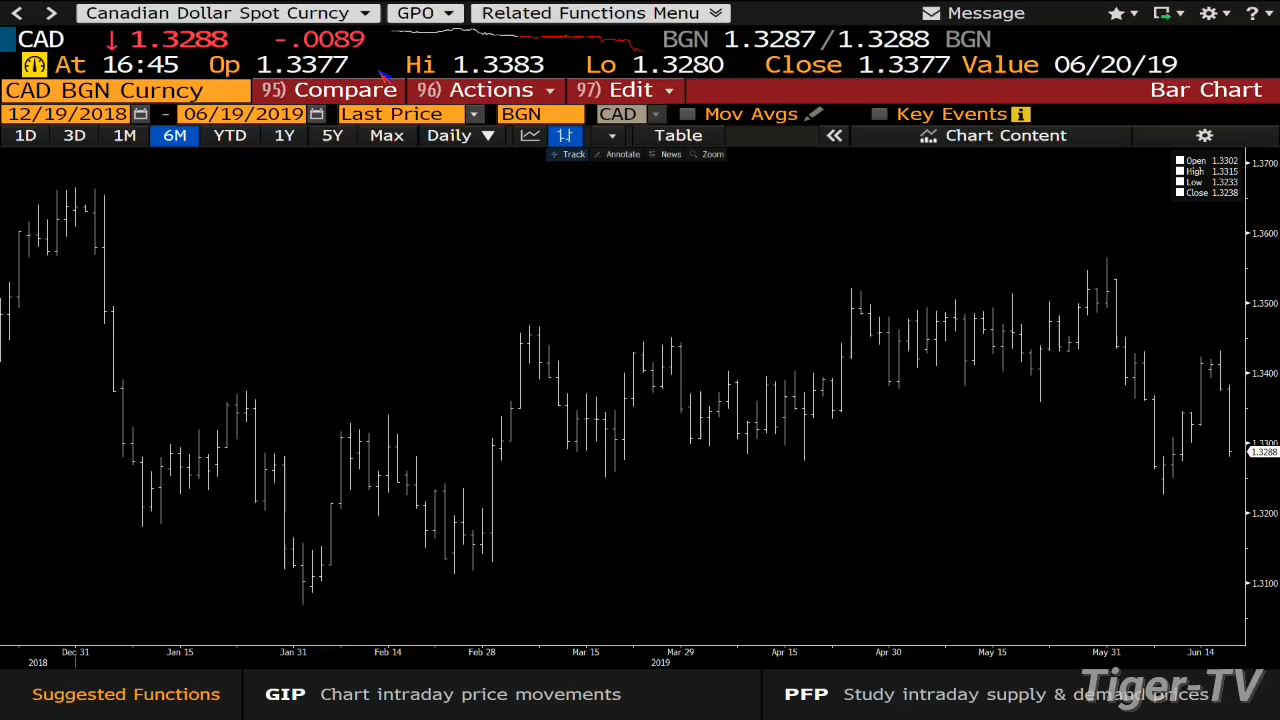 Canadian Dollar Spot Curncy GPO Related Functions Menu Message ?
CAD 1.3288 -.0089 BGN 1.3287/1.3288 BGN
At 16:45 Op 1.3377 Hi 1.3383 Lo 1.3280 Close 1.3377 Value 06/20/19
CAD BGN Curncy 95) Compare 96) Actions 97) Edit Bar Chart
12/19/2018 - 06/19/2019 Last Price BGN CAD Mov Avgs Key Events i
1D 3D 1M 6M YTD 1Y 5Y Max Daily Table Chart Content
Track Annotate News Zoom
Open 1.3302
High 1.3315
Low 1.3233
Close 1.3238
1.3700
1.3600
1.3500
1.3400
1.3300
1.3288
1.3200
1.3100
Dec 31 Jan 15 Jan 31 Feb 14 Feb 28 Mar 15 Mar 29 Apr 15 Apr 30 May 15 May 31 Jun 14
2018 2019
Suggested Functions GIP Chart intraday price movements PFP Study intraday supply & demand prices
Tiger-TV